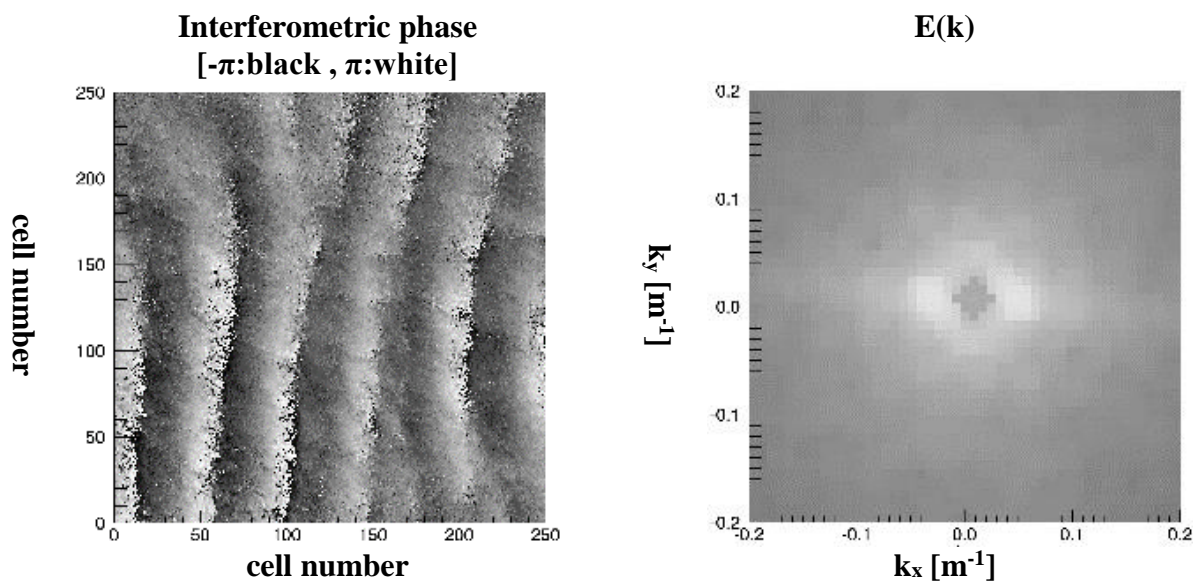 Interferometric phase
[-π:black , π:white]
250
200
150
100
50
0
0 50 100 150 200 250
cell number
cell number
E(k)
0.2
0.1
0.0
-0.1
-0.2
-0.2 -0.1 0.0 0.1 0.2
k_y [m⁻¹]
k_x [m⁻¹]